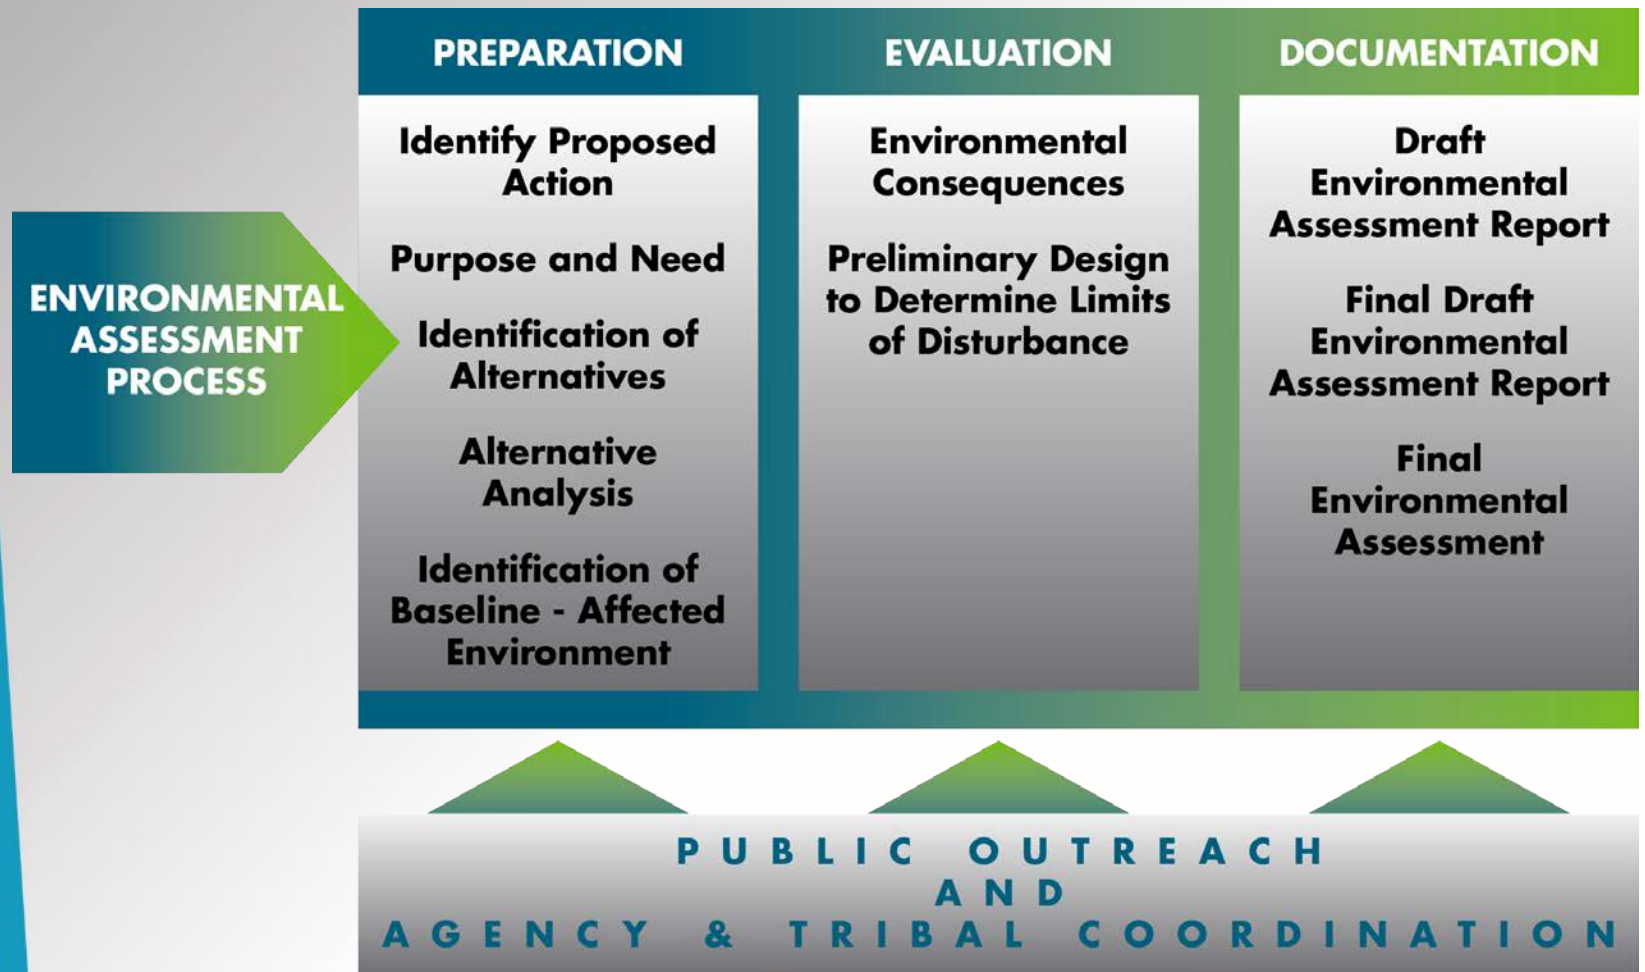 ENVIRONMENTAL
ASSESSMENT
PROCESS
PREPARATION
Identify Proposed
Action
Purpose and Need
Identification of
Alternatives
Alternative
Analysis
Identification of
Baseline - Affected
Environment
EVALUATION
Environmental
Consequences
Preliminary Design
to Determine Limits
of Disturbance
DOCUMENTATION
Draft
Environmental
Assessment Report
Final Draft
Environmental
Assessment Report
Final
Environmental
Assessment
PUBLIC OUTREACH
AND
AGENCY & TRIBAL COORDINATION